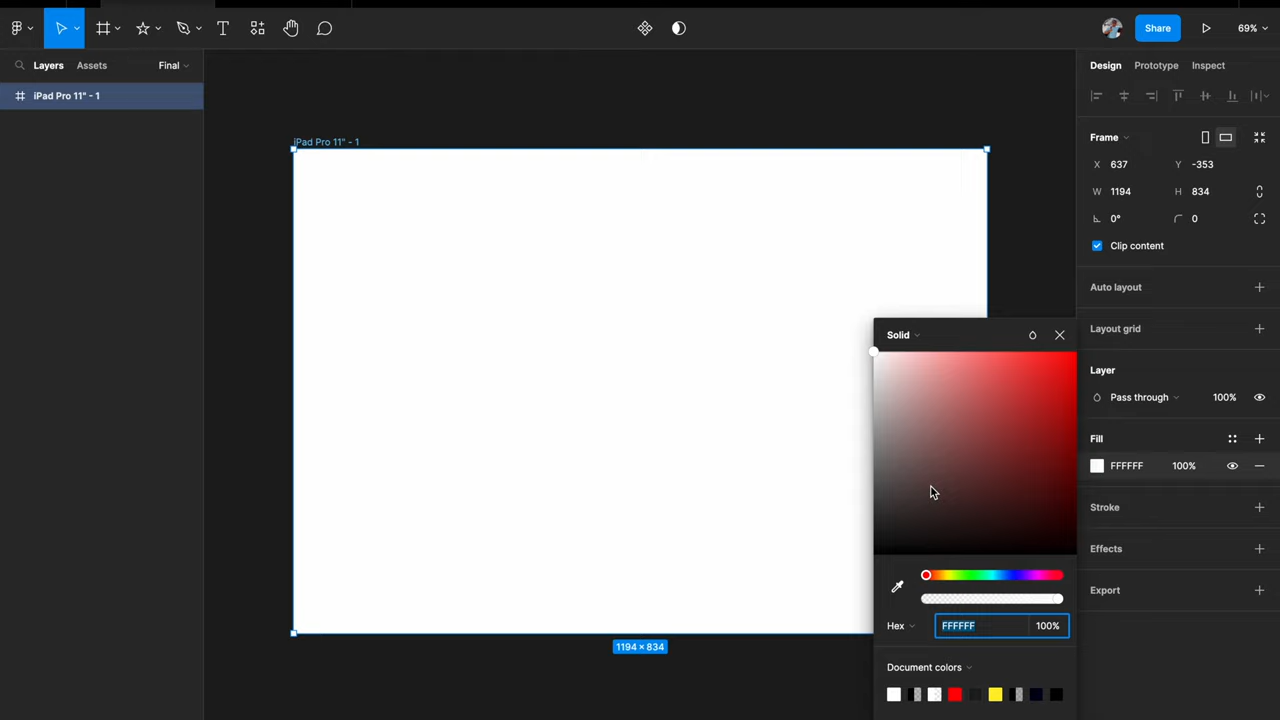 Share
69%
Layers
Assets
Final
Design
Prototype
Inspect
iPad Pro 11" - 1
iPad Pro 11" - 1
Frame
X 637
Y -353
W 1194
H 834
0°
0
Clip content
Auto layout
Layout grid
Solid
Layer
Pass through
100%
Fill
FFFFFF
100%
Stroke
Effects
Export
Hex
FFFFFF
100%
1194 × 834
Document colors